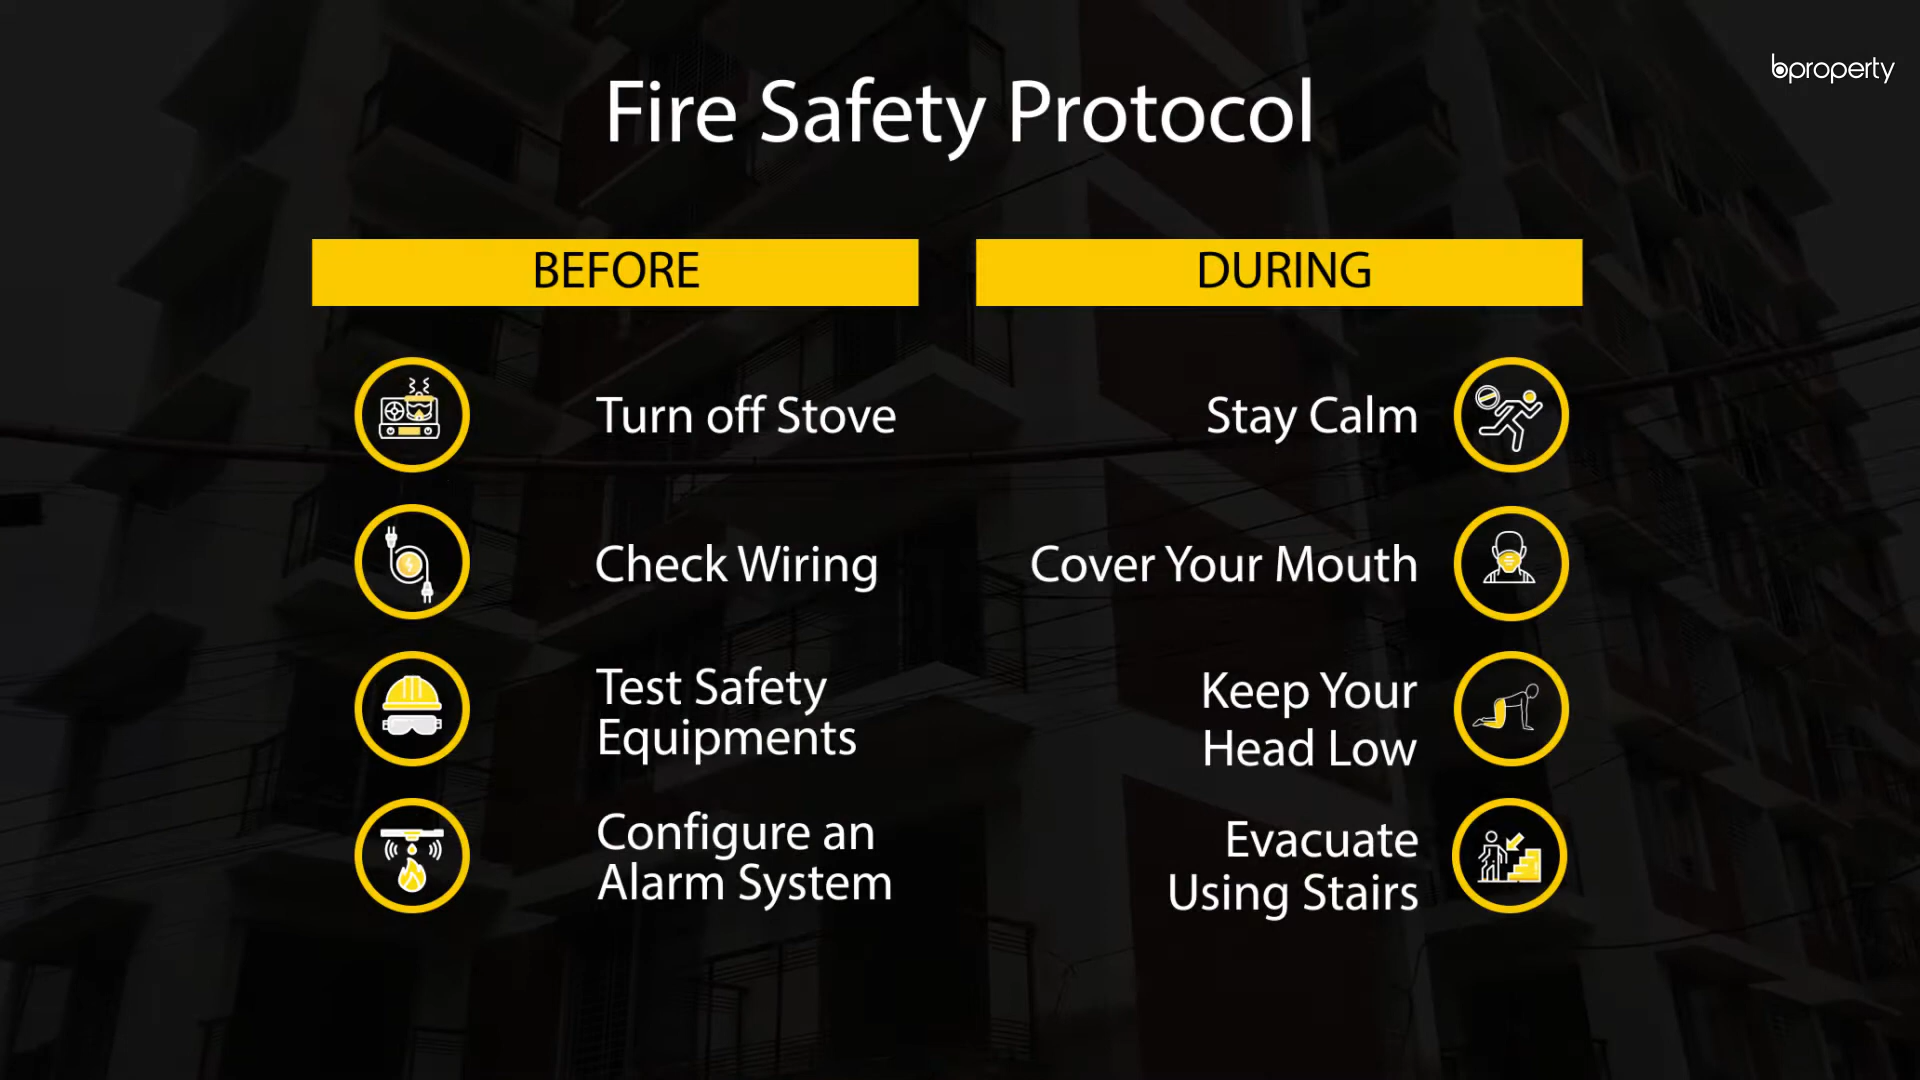 bproperty
Fire Safety Protocol
BEFORE
Turn off Stove
Check Wiring
Test Safety
Equipments
Configure an
Alarm System
DURING
Stay Calm
Cover Your Mouth
Keep Your
Head Low
Evacuate
Using Stairs